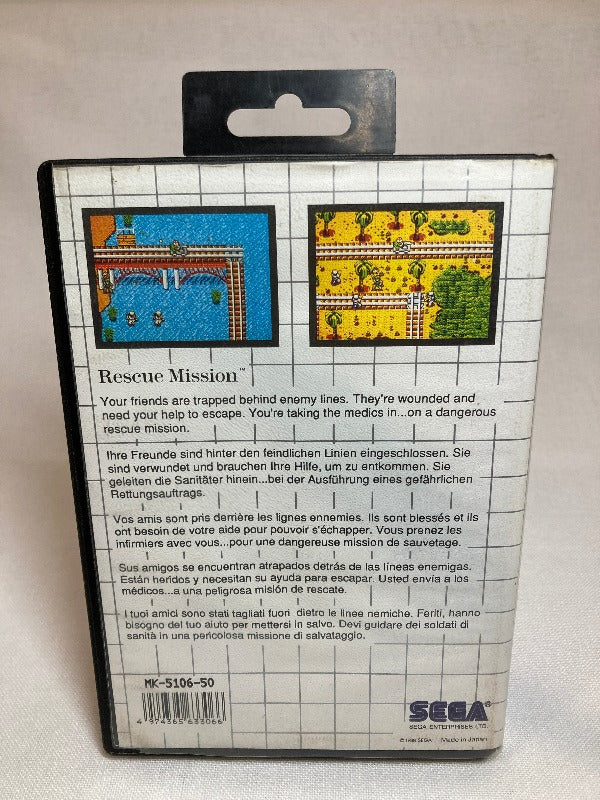 Rescue Mission™
Your friends are trapped behind enemy lines. They're wounded and
need your help to escape. You're taking the medics in...on a dangerous
rescue mission.
Ihre Freunde sind hinter den feindlichen Linien eingeschlossen. Sie
sind verwundet und brauchen Ihre Hilfe, um zu entkommen. Sie
geleiten die Sanitäter hinein...bei der Ausführung eines gefährlichen
Rettungsauftrags.
Vos amis sont pris derrière les lignes ennemies. Ils sont blessés et ils
ont besoin de votre aide pour pouvoir s'échapper. Vous prenez les
infirmiers avec vous...pour une dangereuse mission de sauvetage.
Sus amigos se encuentran atrapados detrás de las líneas enemigas.
Están heridos y necesitan su ayuda para escapar. Usted envía a los
médicos...a una peligrosa misión de rescate.
I tuoi amici sono stati tagliati fuori dietro le linee nemiche. Feriti, hanno
bisogno del tuo aiuto per mettersi in salvo. Devi guidare dei soldati di
sanità in una pericolosa missione di salvataggio.
MK-5106-50
4 974365 633066
SEGA®
SEGA ENTERPRISES LTD.
© 1988 SEGA Made in Japan